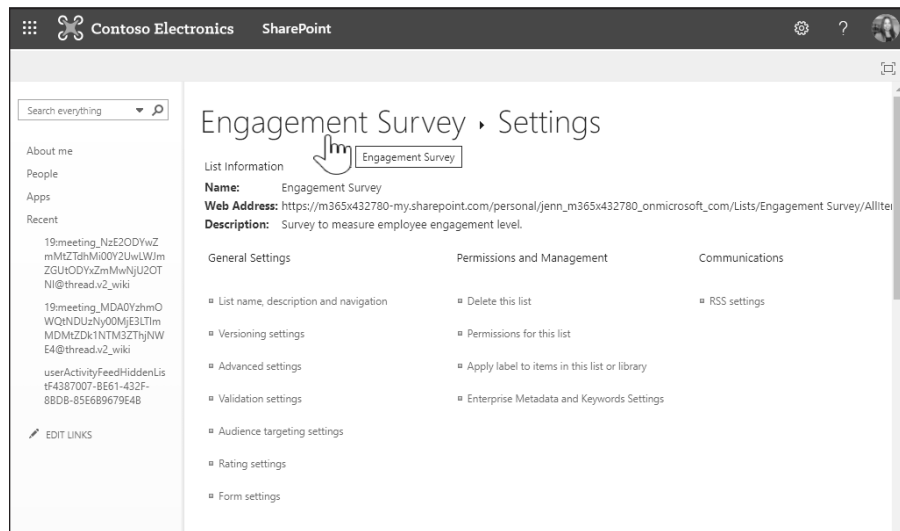 Contoso Electronics SharePoint ?
Search everything
About me
People
Apps
Recent
19:meeting_NzE2ODYwZ
mMtZTdhMi00Y2UwLWJm
ZGUtODYxZmMwNjU2OT
NI@thread.v2_wiki
19:meeting_MDA0YzhmO
WQtNDUzNy00MjE3LTlm
MDMtZDk1NTM3ZThjNW
E4@thread.v2_wiki
userActivityFeedHiddenLis
tF4387007-BE61-432F-
8BDB-85E6B9679E4B
EDIT LINKS
Engagement Survey › Settings
Engagement Survey
List Information
Name: Engagement Survey
Web Address: https://m365x432780-my.sharepoint.com/personal/jenn_m365x432780_onmicrosoft_com/Lists/Engagement Survey/AllIter
Description: Survey to measure employee engagement level.
General Settings
List name, description and navigation
Versioning settings
Advanced settings
Validation settings
Audience targeting settings
Rating settings
Form settings
Permissions and Management
Delete this list
Permissions for this list
Apply label to items in this list or library
Enterprise Metadata and Keywords Settings
Communications
RSS settings